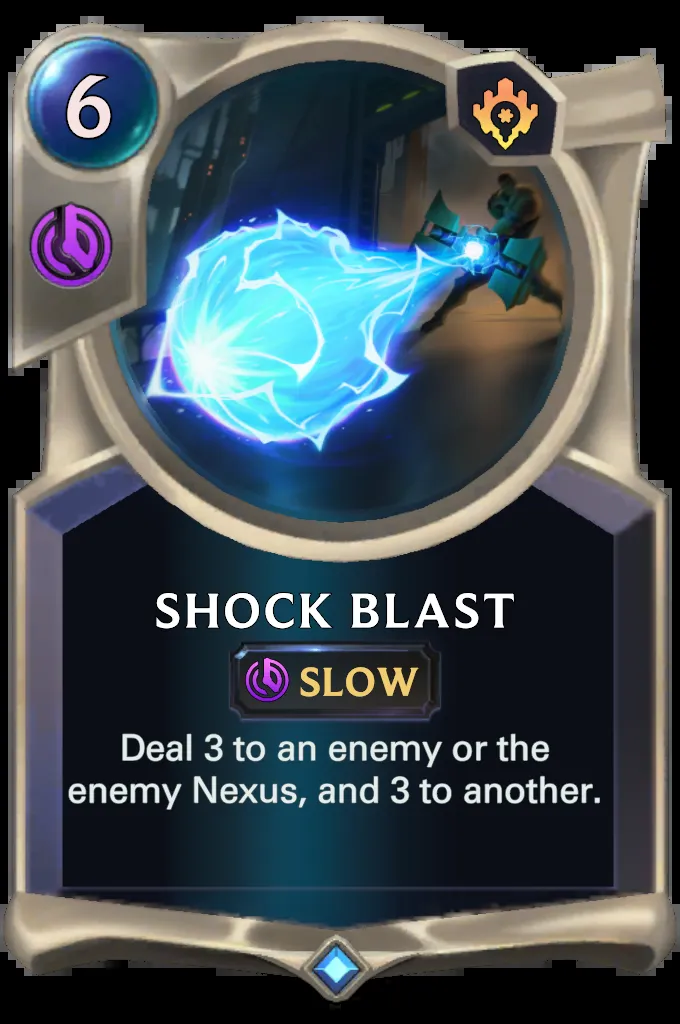 6
SHOCK BLAST
SLOW
Deal 3 to an enemy or the
enemy Nexus, and 3 to another.